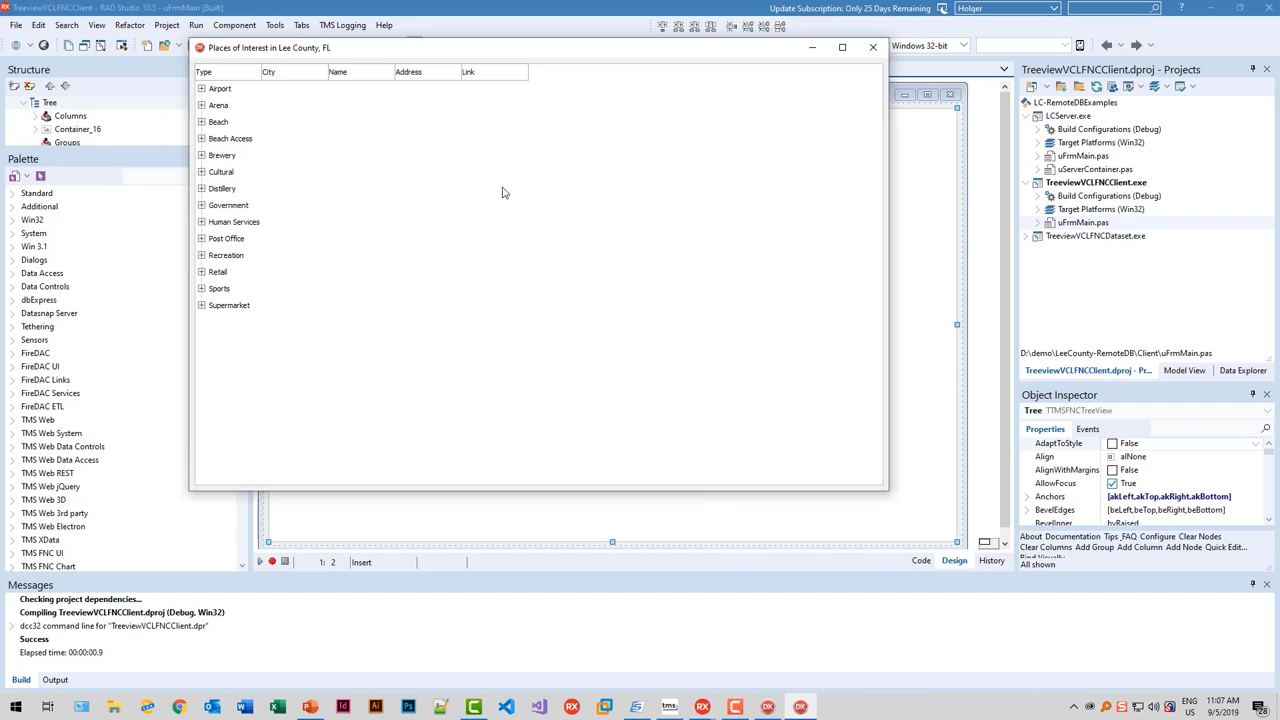 TreeviewVCLFNCClient - RAD Studio 10.3 - uFrmMain [Built]
Update Subscription: Only 25 Days Remaining
Holger
File Edit Search View Refactor Project Run Component Tools Tabs TMS Logging Help
Windows 32-bit
Structure
Tree
Columns
Container_16
Groups
Palette
Standard
Additional
Win32
System
Win 3.1
Dialogs
Data Access
Data Controls
dbExpress
Datasnap Server
Tethering
Sensors
FireDAC
FireDAC UI
FireDAC Links
FireDAC Services
FireDAC ETL
TMS Web
TMS Web System
TMS Web Data Controls
TMS Web Data Access
TMS Web REST
TMS Web jQuery
TMS Web 3D
TMS Web 3rd party
TMS Web Electron
TMS XData
TMS FNC UI
TMS FNC Chart
Places of Interest in Lee County, FL
Type City Name Address Link
Airport
Arena
Beach
Beach Access
Brewery
Cultural
Distillery
Government
Human Services
Post Office
Recreation
Retail
Sports
Supermarket
1: 2 Insert
Code Design History
TreeviewVCLFNCClient.dproj - Projects
LC-RemoteDBExamples
LCServer.exe
Build Configurations (Debug)
Target Platforms (Win32)
uFrmMain.pas
uServerContainer.pas
TreeviewVCLFNCClient.exe
Build Configurations (Debug)
Target Platforms (Win32)
uFrmMain.pas
TreeviewVCLFNCDataset.exe
D:\demo\LeeCounty-RemoteDB\Client\uFrmMain.pas
TreeviewVCLFNCClient.dproj - Pr... Model View Data Explorer
Object Inspector
Tree TTMSFNCTreeView
Properties Events
AdaptToStyle False
Align alNone
AlignWithMargins False
AllowFocus True
Anchors [akLeft,akTop,akRight,akBottom]
BevelEdges [beLeft,beTop,beRight,beBottom]
BevelInner bvRaised
About Documentation Tips_FAQ Configure Clear Nodes
Clear Columns Add Group Add Column Add Node Quick Edit...
Bind Visually
All shown
Messages
Checking project dependencies...
Compiling TreeviewVCLFNCClient.dproj (Debug, Win32)
dcc32 command line for "TreeviewVCLFNCClient.dpr"
Success
Elapsed time: 00:00:00.9
Build Output
tms
ENG
11:07 AM
9/5/2019
28